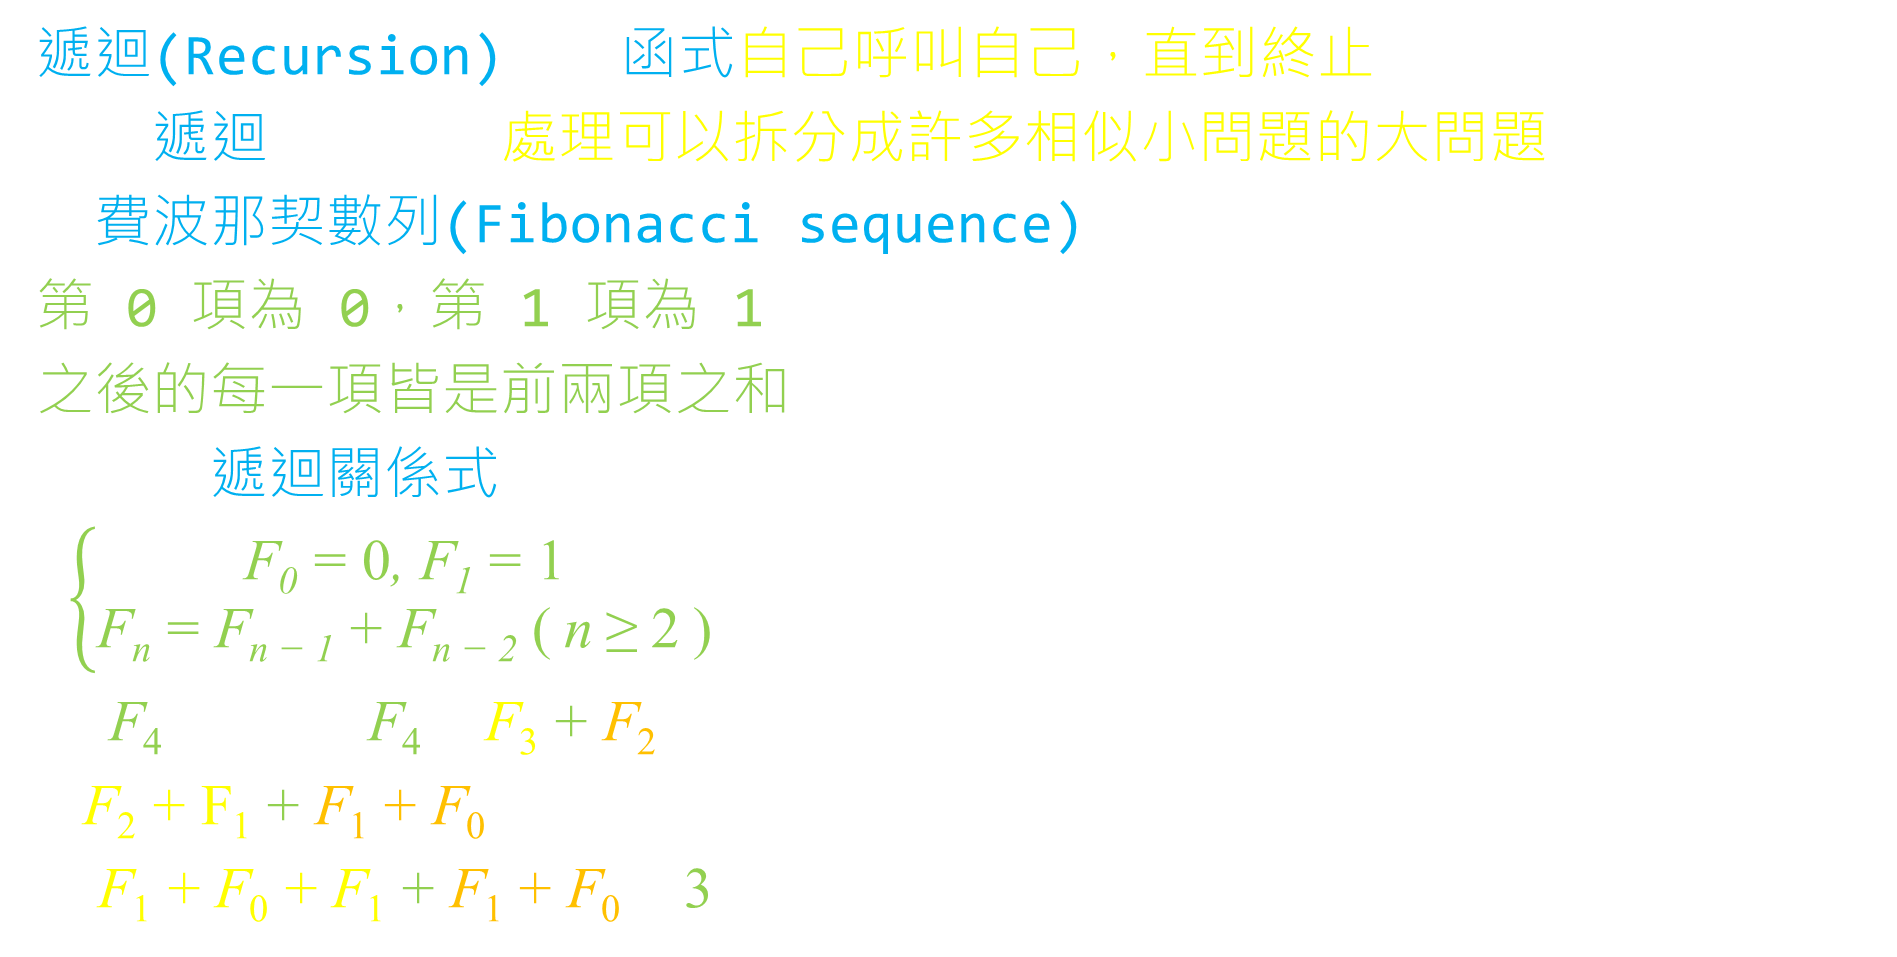 遞迴(Recursion) 函式自己呼叫自己，直到終止
遞迴 處理可以拆分成許多相似小問題的大問題
費波那契數列(Fibonacci sequence)
第 0 項為 0，第 1 項為 1
之後的每一項皆是前兩項之和
遞迴關係式
F₀ = 0, F₁ = 1
Fₙ = Fₙ₋₁ + Fₙ₋₂ ( n ≥ 2 )
F₄ F₄ F₃ + F₂
F₂ + F₁ + F₁ + F₀
F₁ + F₀ + F₁ + F₁ + F₀ 3